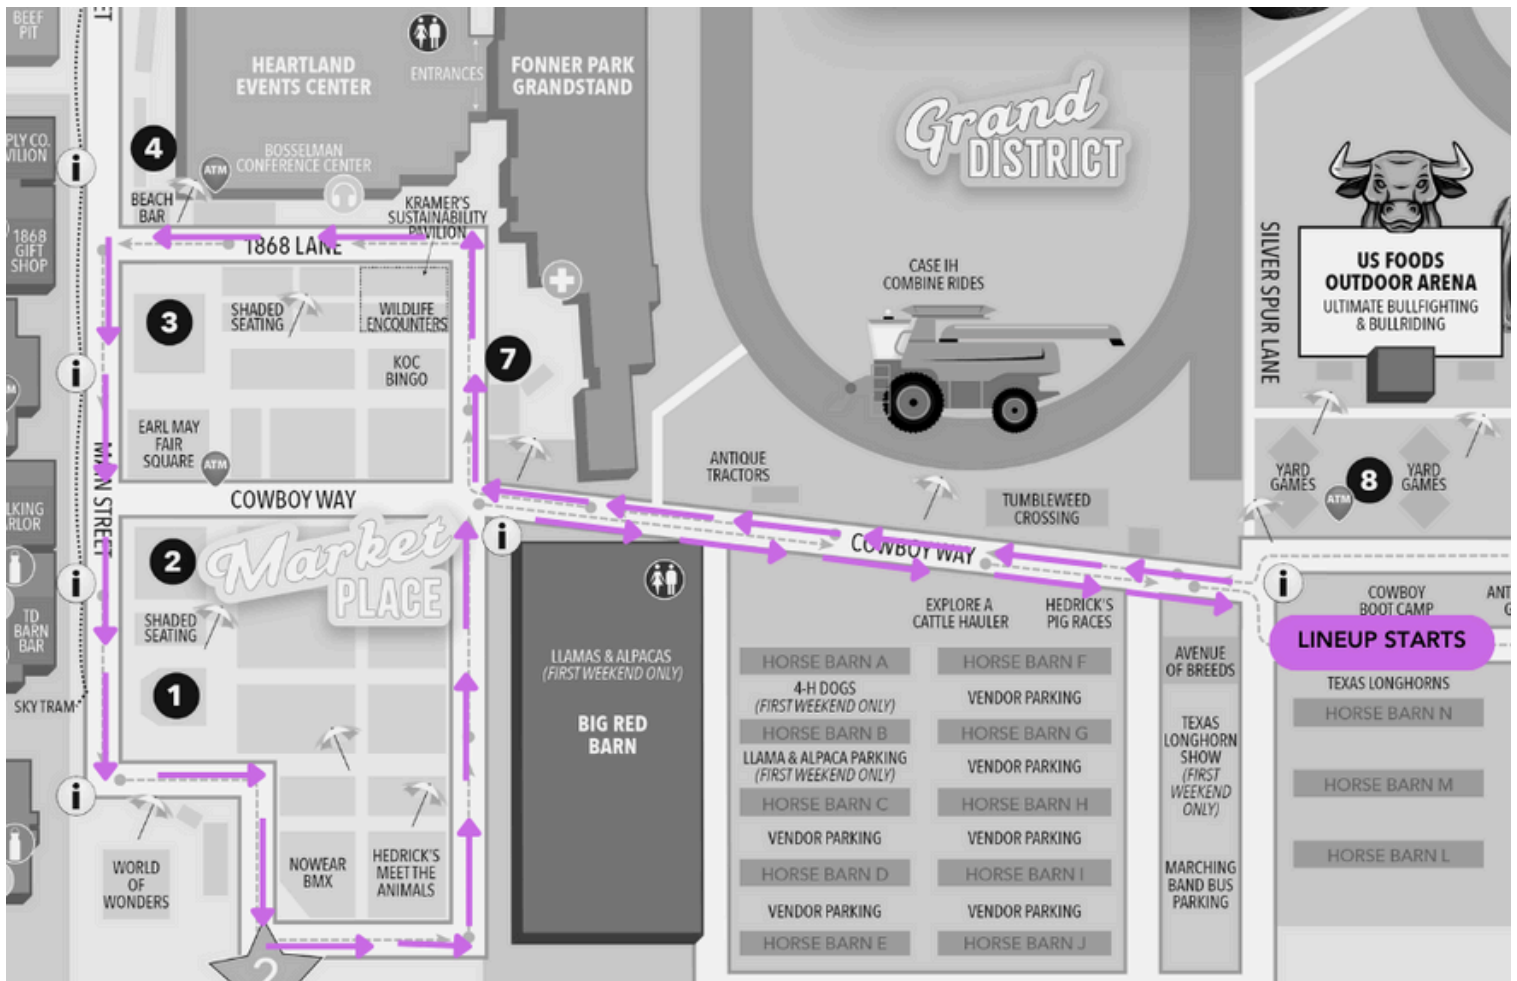 BEEF
PIT
HEARTLAND
EVENTS CENTER
ENTRANCES
FONNER PARK
GRANDSTAND
Grand
DISTRICT
4
ATM
BOSSELMAN
CONFERENCE CENTER
BEACH
BAR
KRAMER'S
SUSTAINABILITY
PAVILION
i
1868
GIFT
SHOP
1868 LANE
3
SHADED
SEATING
WILDLIFE
ENCOUNTERS
KOC
BINGO
7
i
EARL MAY
FAIR
SQUARE
ATM
MAIN STREET
COWBOY WAY
CASE IH
COMBINE RIDES
SILVER SPUR LANE
US FOODS
OUTDOOR ARENA
ULTIMATE BULLFIGHTING
& BULLRIDING
ANTIQUE
TRACTORS
TUMBLEWEED
CROSSING
YARD
GAMES
8
ATM
YARD
GAMES
COWBOY WAY
i
2
Market
PLACE
SHADED
SEATING
1
i
TD
BARN
BAR
SKY TRAM
i
WORLD
OF
WONDERS
NOWEAR
BMX
HEDRICK'S
MEET THE
ANIMALS
2
LLAMAS & ALPACAS
(FIRST WEEKEND ONLY)
BIG RED
BARN
EXPLORE A
CATTLE HAULER
HEDRICK'S
PIG RACES
HORSE BARN A
4-H DOGS
(FIRST WEEKEND ONLY)
HORSE BARN B
LLAMA & ALPACA PARKING
(FIRST WEEKEND ONLY)
HORSE BARN C
VENDOR PARKING
HORSE BARN D
VENDOR PARKING
HORSE BARN E
HORSE BARN F
VENDOR PARKING
HORSE BARN G
VENDOR PARKING
HORSE BARN H
VENDOR PARKING
HORSE BARN I
VENDOR PARKING
HORSE BARN J
AVENUE
OF BREEDS
TEXAS
LONGHORN
SHOW
(FIRST
WEEKEND
ONLY)
MARCHING
BAND BUS
PARKING
i
COWBOY
BOOT CAMP
LINEUP STARTS
TEXAS LONGHORNS
HORSE BARN N
HORSE BARN M
HORSE BARN L